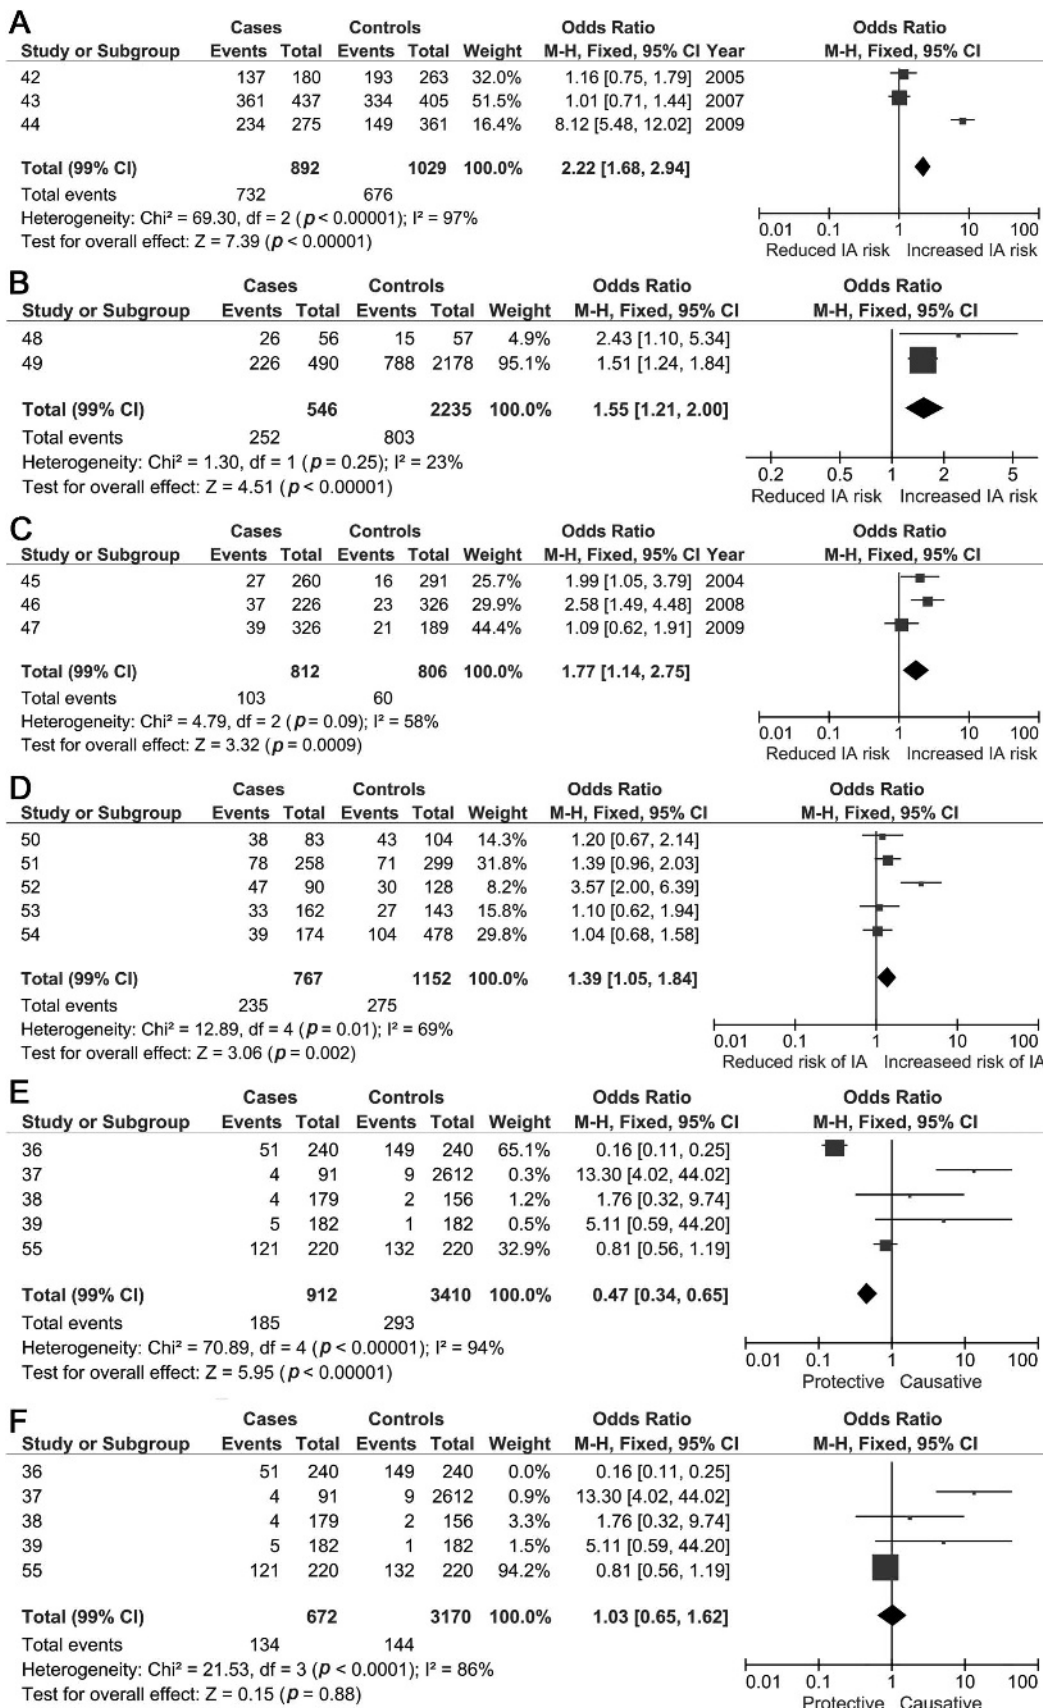 A Cases Controls Odds Ratio Odds Ratio
Study or Subgroup Events Total Events Total Weight M-H, Fixed, 95% CI Year M-H, Fixed, 95% CI
42 137 180 193 263 32.0% 1.16 [0.75, 1.79] 2005
43 361 437 334 405 51.5% 1.01 [0.71, 1.44] 2007
44 234 275 149 361 16.4% 8.12 [5.48, 12.02] 2009
Total (99% CI) 892 1029 100.0% 2.22 [1.68, 2.94]
Total events 732 676
Heterogeneity: Chi² = 69.30, df = 2 (p < 0.00001); I² = 97%
Test for overall effect: Z = 7.39 (p < 0.00001)
0.01 0.1 1 10 100
Reduced IA risk Increased IA risk
B Cases Controls Odds Ratio Odds Ratio
Study or Subgroup Events Total Events Total Weight M-H, Fixed, 95% CI M-H, Fixed, 95% CI
48 26 56 15 57 4.9% 2.43 [1.10, 5.34]
49 226 490 788 2178 95.1% 1.51 [1.24, 1.84]
Total (99% CI) 546 2235 100.0% 1.55 [1.21, 2.00]
Total events 252 803
Heterogeneity: Chi² = 1.30, df = 1 (p = 0.25); I² = 23%
Test for overall effect: Z = 4.51 (p < 0.00001)
0.2 0.5 1 2 5
Reduced IA risk Increased IA risk
C Cases Controls Odds Ratio Odds Ratio
Study or Subgroup Events Total Events Total Weight M-H, Fixed, 95% CI Year M-H, Fixed, 95% CI
45 27 260 16 291 25.7% 1.99 [1.05, 3.79] 2004
46 37 226 23 326 29.9% 2.58 [1.49, 4.48] 2008
47 39 326 21 189 44.4% 1.09 [0.62, 1.91] 2009
Total (99% CI) 812 806 100.0% 1.77 [1.14, 2.75]
Total events 103 60
Heterogeneity: Chi² = 4.79, df = 2 (p = 0.09); I² = 58%
Test for overall effect: Z = 3.32 (p = 0.0009)
0.01 0.1 1 10 100
Reduced IA risk Increased IA risk
D Cases Controls Odds Ratio Odds Ratio
Study or Subgroup Events Total Events Total Weight M-H, Fixed, 95% CI M-H, Fixed, 95% CI
50 38 83 43 104 14.3% 1.20 [0.67, 2.14]
51 78 258 71 299 31.8% 1.39 [0.96, 2.03]
52 47 90 30 128 8.2% 3.57 [2.00, 6.39]
53 33 162 27 143 15.8% 1.10 [0.62, 1.94]
54 39 174 104 478 29.8% 1.04 [0.68, 1.58]
Total (99% CI) 767 1152 100.0% 1.39 [1.05, 1.84]
Total events 235 275
Heterogeneity: Chi² = 12.89, df = 4 (p = 0.01); I² = 69%
Test for overall effect: Z = 3.06 (p = 0.002)
0.01 0.1 1 10 100
Reduced risk of IA Increaseed risk of IA
E Cases Controls Odds Ratio Odds Ratio
Study or Subgroup Events Total Events Total Weight M-H, Fixed, 95% CI M-H, Fixed, 95% CI
36 51 240 149 240 65.1% 0.16 [0.11, 0.25]
37 4 91 9 2612 0.3% 13.30 [4.02, 44.02]
38 4 179 2 156 1.2% 1.76 [0.32, 9.74]
39 5 182 1 182 0.5% 5.11 [0.59, 44.20]
55 121 220 132 220 32.9% 0.81 [0.56, 1.19]
Total (99% CI) 912 3410 100.0% 0.47 [0.34, 0.65]
Total events 185 293
Heterogeneity: Chi² = 70.89, df = 4 (p < 0.00001); I² = 94%
Test for overall effect: Z = 5.95 (p < 0.00001)
0.01 0.1 1 10 100
Protective Causative
F Cases Controls Odds Ratio Odds Ratio
Study or Subgroup Events Total Events Total Weight M-H, Fixed, 95% CI M-H, Fixed, 95% CI
36 51 240 149 240 0.0% 0.16 [0.11, 0.25]
37 4 91 9 2612 0.9% 13.30 [4.02, 44.02]
38 4 179 2 156 3.3% 1.76 [0.32, 9.74]
39 5 182 1 182 1.5% 5.11 [0.59, 44.20]
55 121 220 132 220 94.2% 0.81 [0.56, 1.19]
Total (99% CI) 672 3170 100.0% 1.03 [0.65, 1.62]
Total events 134 144
Heterogeneity: Chi² = 21.53, df = 3 (p < 0.0001); I² = 86%
Test for overall effect: Z = 0.15 (p = 0.88)
0.01 0.1 1 10 100
Protective Causative